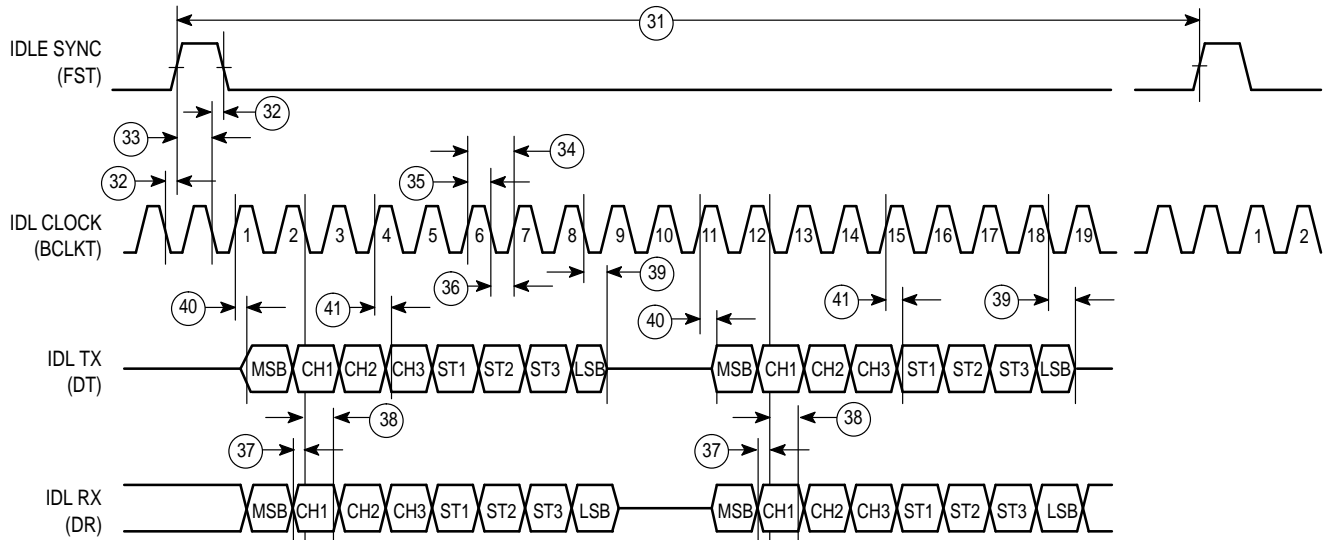 31
IDLE SYNC
(FST)
32
33
34
32
35
IDL CLOCK
(BCLKT)
1 2 3 4 5 6 7 8 9 10 11 12 13 14 15 16 17 18 19 1 2
36
39
40
41
40
41
39
IDL TX
(DT)
MSB CH1 CH2 CH3 ST1 ST2 ST3 LSB MSB CH1 CH2 CH3 ST1 ST2 ST3 LSB
38
38
37
37
IDL RX
(DR)
MSB CH1 CH2 CH3 ST1 ST2 ST3 LSB MSB CH1 CH2 CH3 ST1 ST2 ST3 LSB